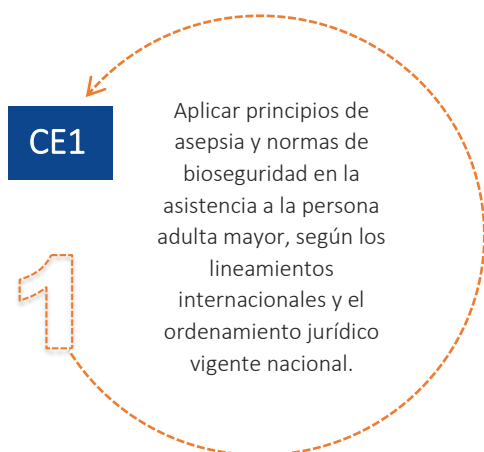 CE1
Aplicar principios de
asepsia y normas de
bioseguridad en la
asistencia a la persona
adulta mayor, según los
lineamientos
internacionales y el
ordenamiento jurídico
vigente nacional.
1